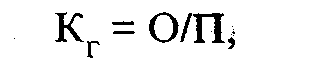 Кг = О/П,